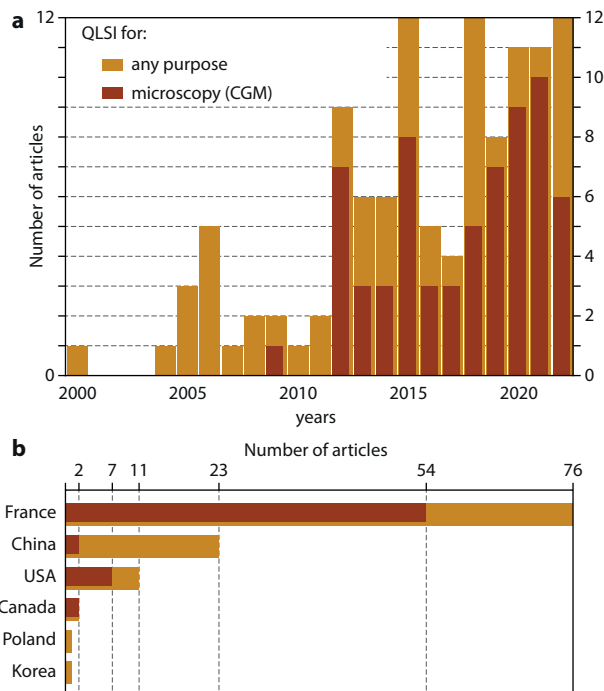 a
12
12
QLSI for:
any purpose
microscopy (CGM)
10
8
6
4
2
0
0
Number of articles
2000 2005 2010 2015 2020
years
b
Number of articles
2 7 11 23 54 76
France
China
USA
Canada
Poland
Korea